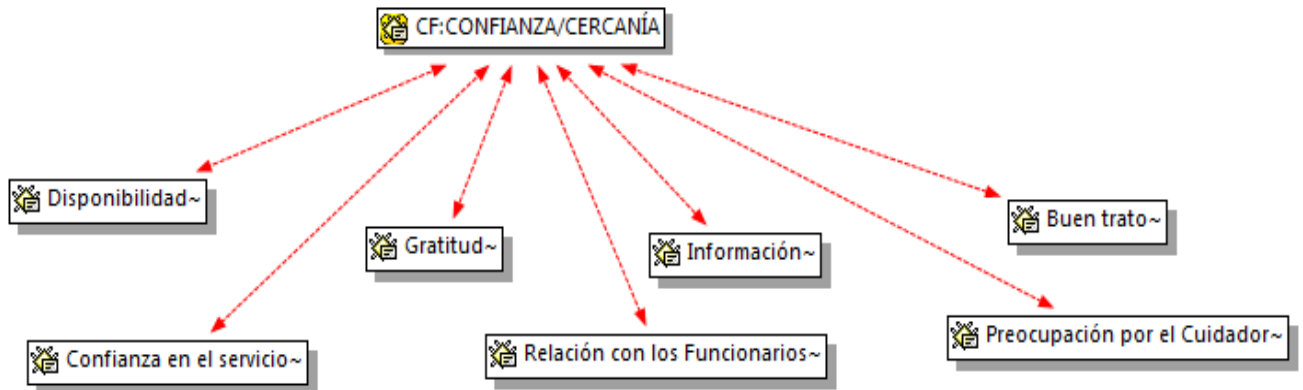 CF:CONFIANZA/CERCANÍA
Disponibilidad~
Buen trato~
Gratitud~
Información~
Confianza en el servicio~
Relación con los Funcionarios~
Preocupación por el Cuidador~